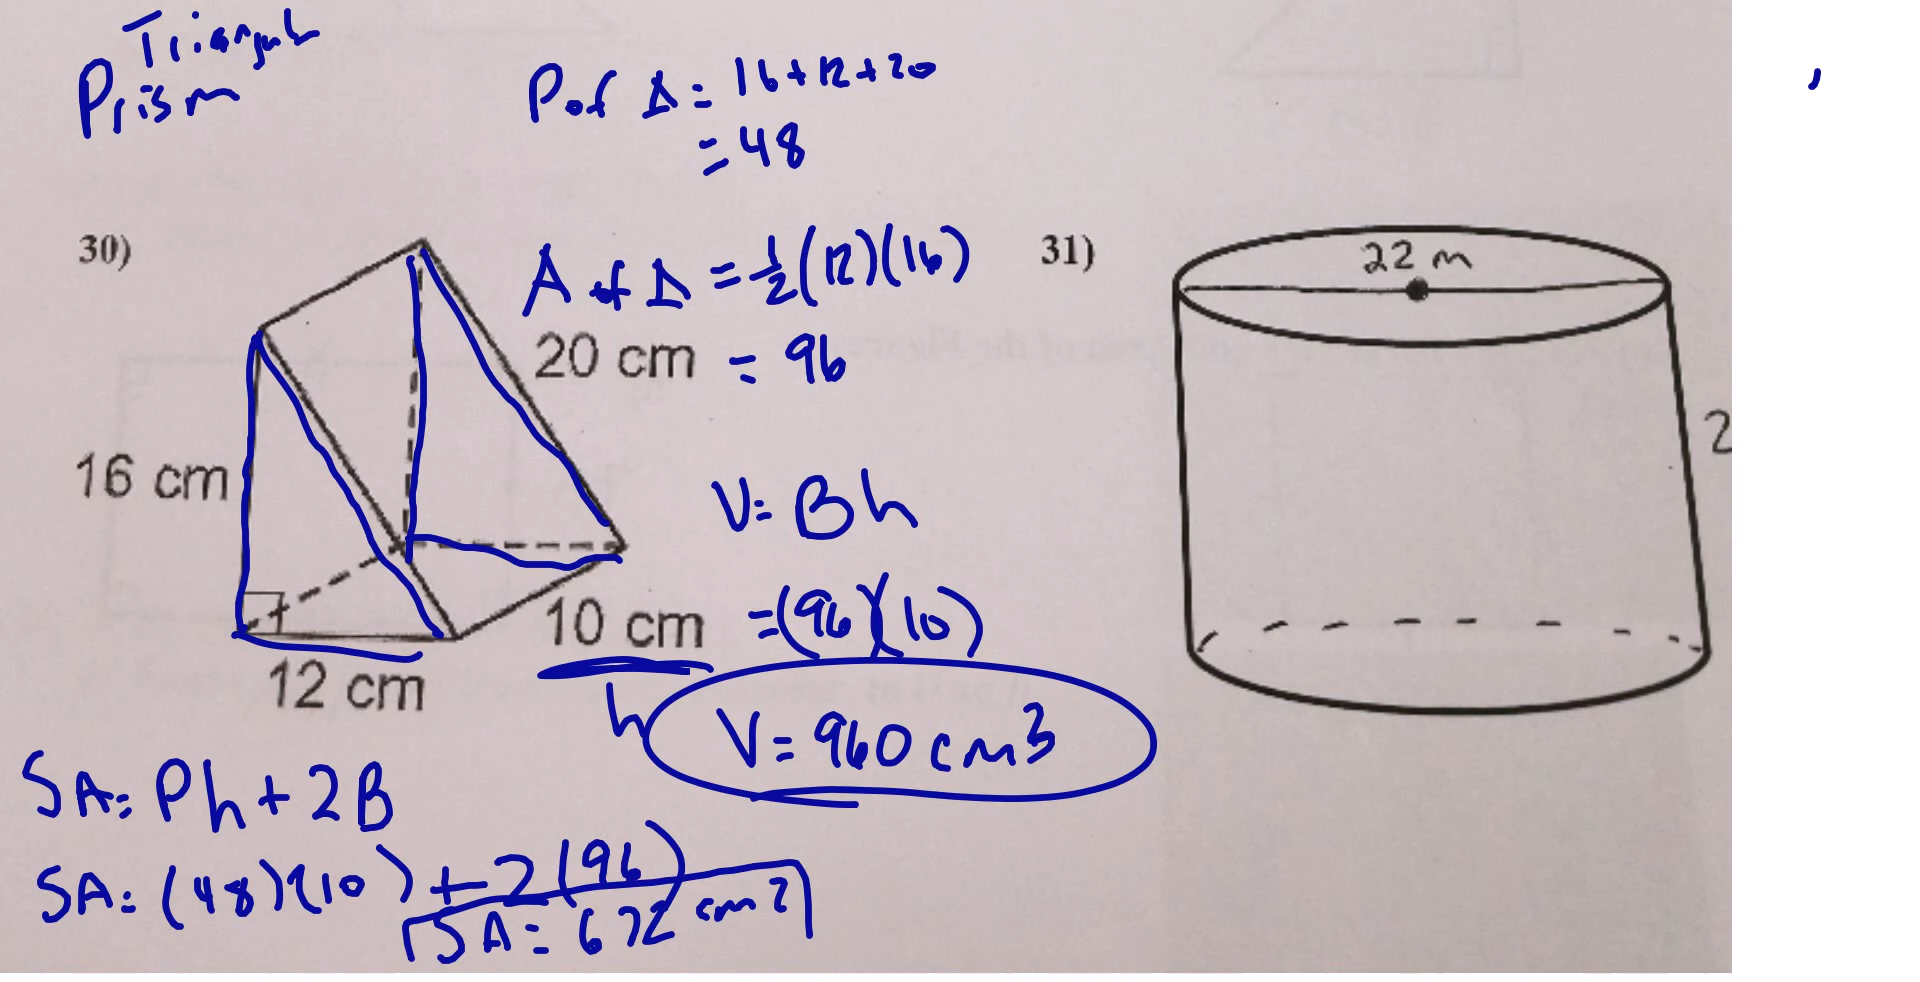 Triangular
Prism
P of Δ = 16+12+20
= 48
30)
A of Δ = 1/2 (12)(16)
= 96
20 cm
16 cm
10 cm
12 cm
h
V = Bh
= (96)(10)
V = 960 cm3
SA = Ph + 2B
SA = (48)(10) + 2(96)
SA = 672 cm2
31)
22 m
2